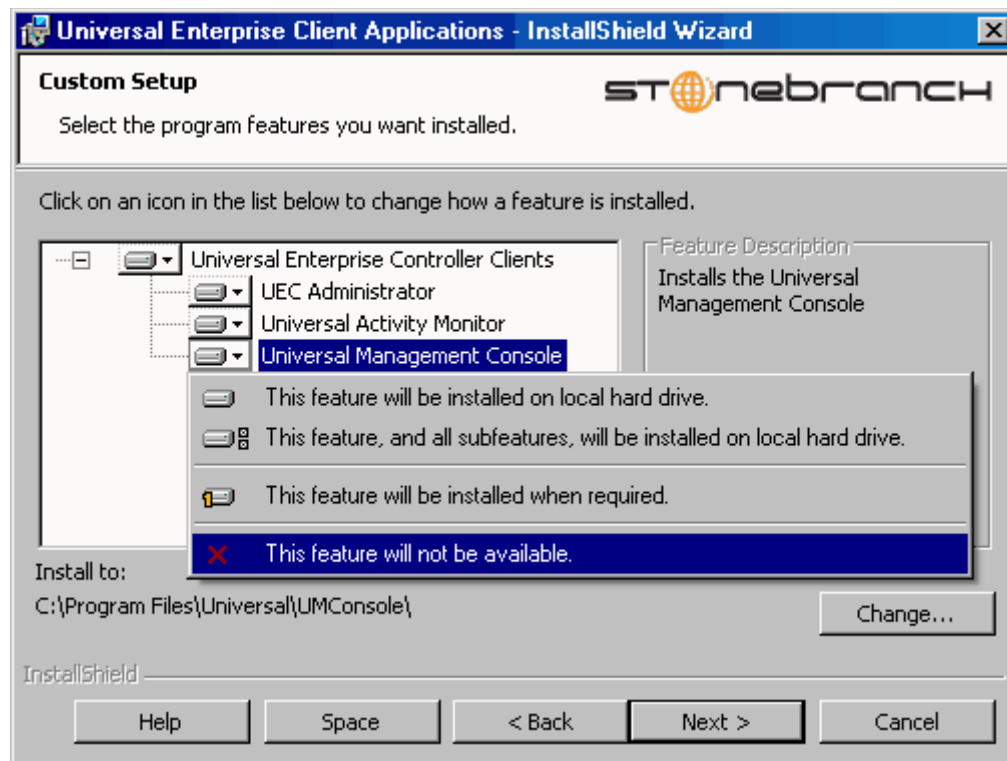 Universal Enterprise Client Applications - InstallShield Wizard
Custom Setup
STONEBRANCH
Select the program features you want installed.
Click on an icon in the list below to change how a feature is installed.
Universal Enterprise Controller Clients
UEC Administrator
Universal Activity Monitor
Universal Management Console
Feature Description
Installs the Universal
Management Console
This feature will be installed on local hard drive.
This feature, and all subfeatures, will be installed on local hard drive.
This feature will be installed when required.
This feature will not be available.
Install to:
C:\Program Files\Universal\UMConsole\
Change...
InstallShield
Help
Space
< Back
Next >
Cancel